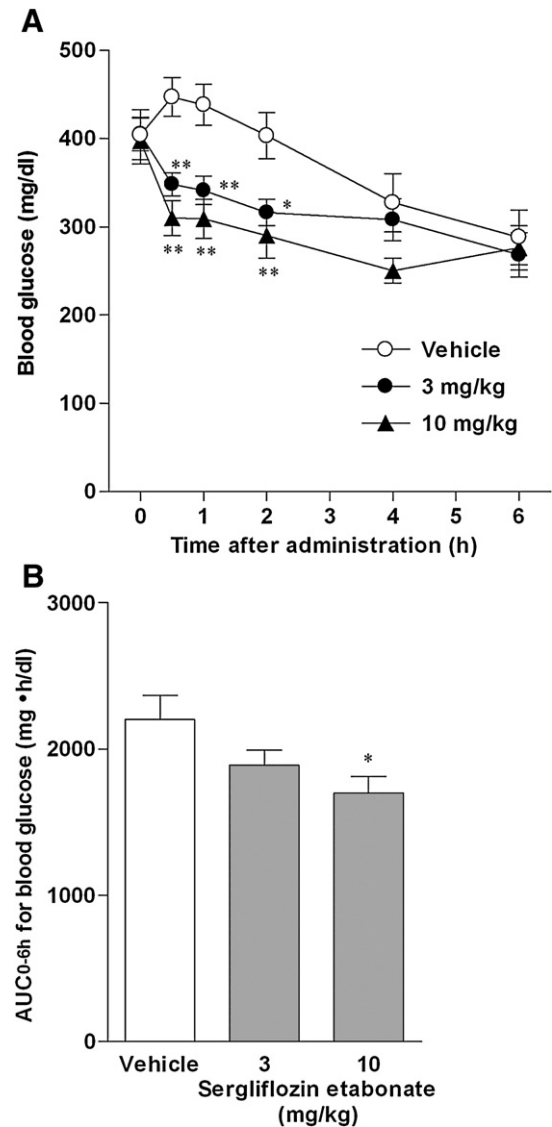 A
500
400
300
200
100
0
Blood glucose (mg/dl)
**
**
*
**
**
**
Vehicle
3 mg/kg
10 mg/kg
0 1 2 3 4 5 6
Time after administration (h)
B
3000
2000
1000
0
AUC0-6h for blood glucose (mg •h/dl)
*
Vehicle 3 10
Sergliflozin etabonate
(mg/kg)